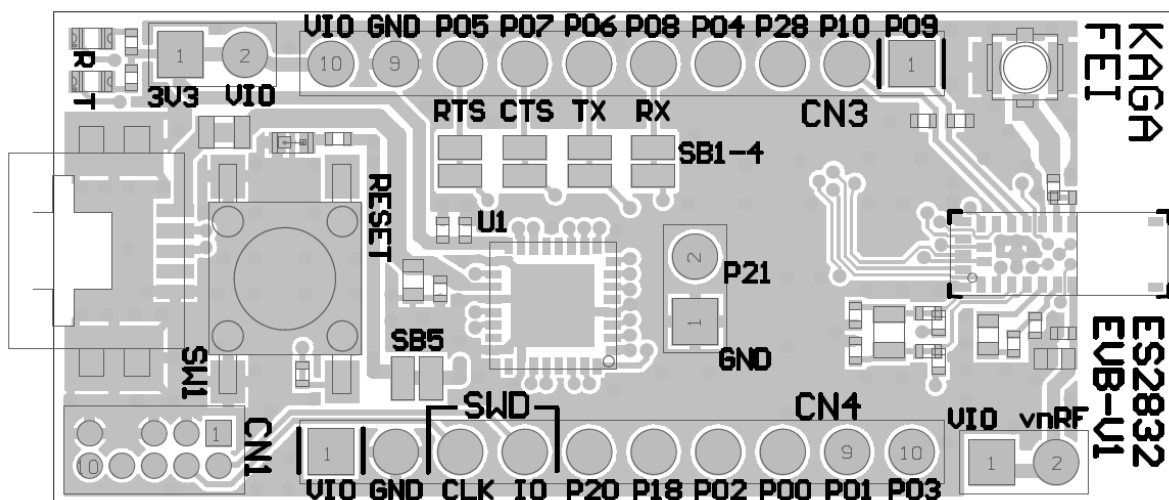 VIO GND P05 P07 P06 P08 P04 P28 P10 P09
1 2 10 9 1
R T
3V3 VIO
RTS CTS TX RX CN3
KAGA
FEI
SB1-4
RESET
U1
2 P21
1 GND
SB5
SW1
ES2832
EVB-V1
SWD CN4
CN1
1 10
VIO vnRF
1 9 10 1 2
VIO GND CLK IO P20 P18 P02 P00 P01 P03